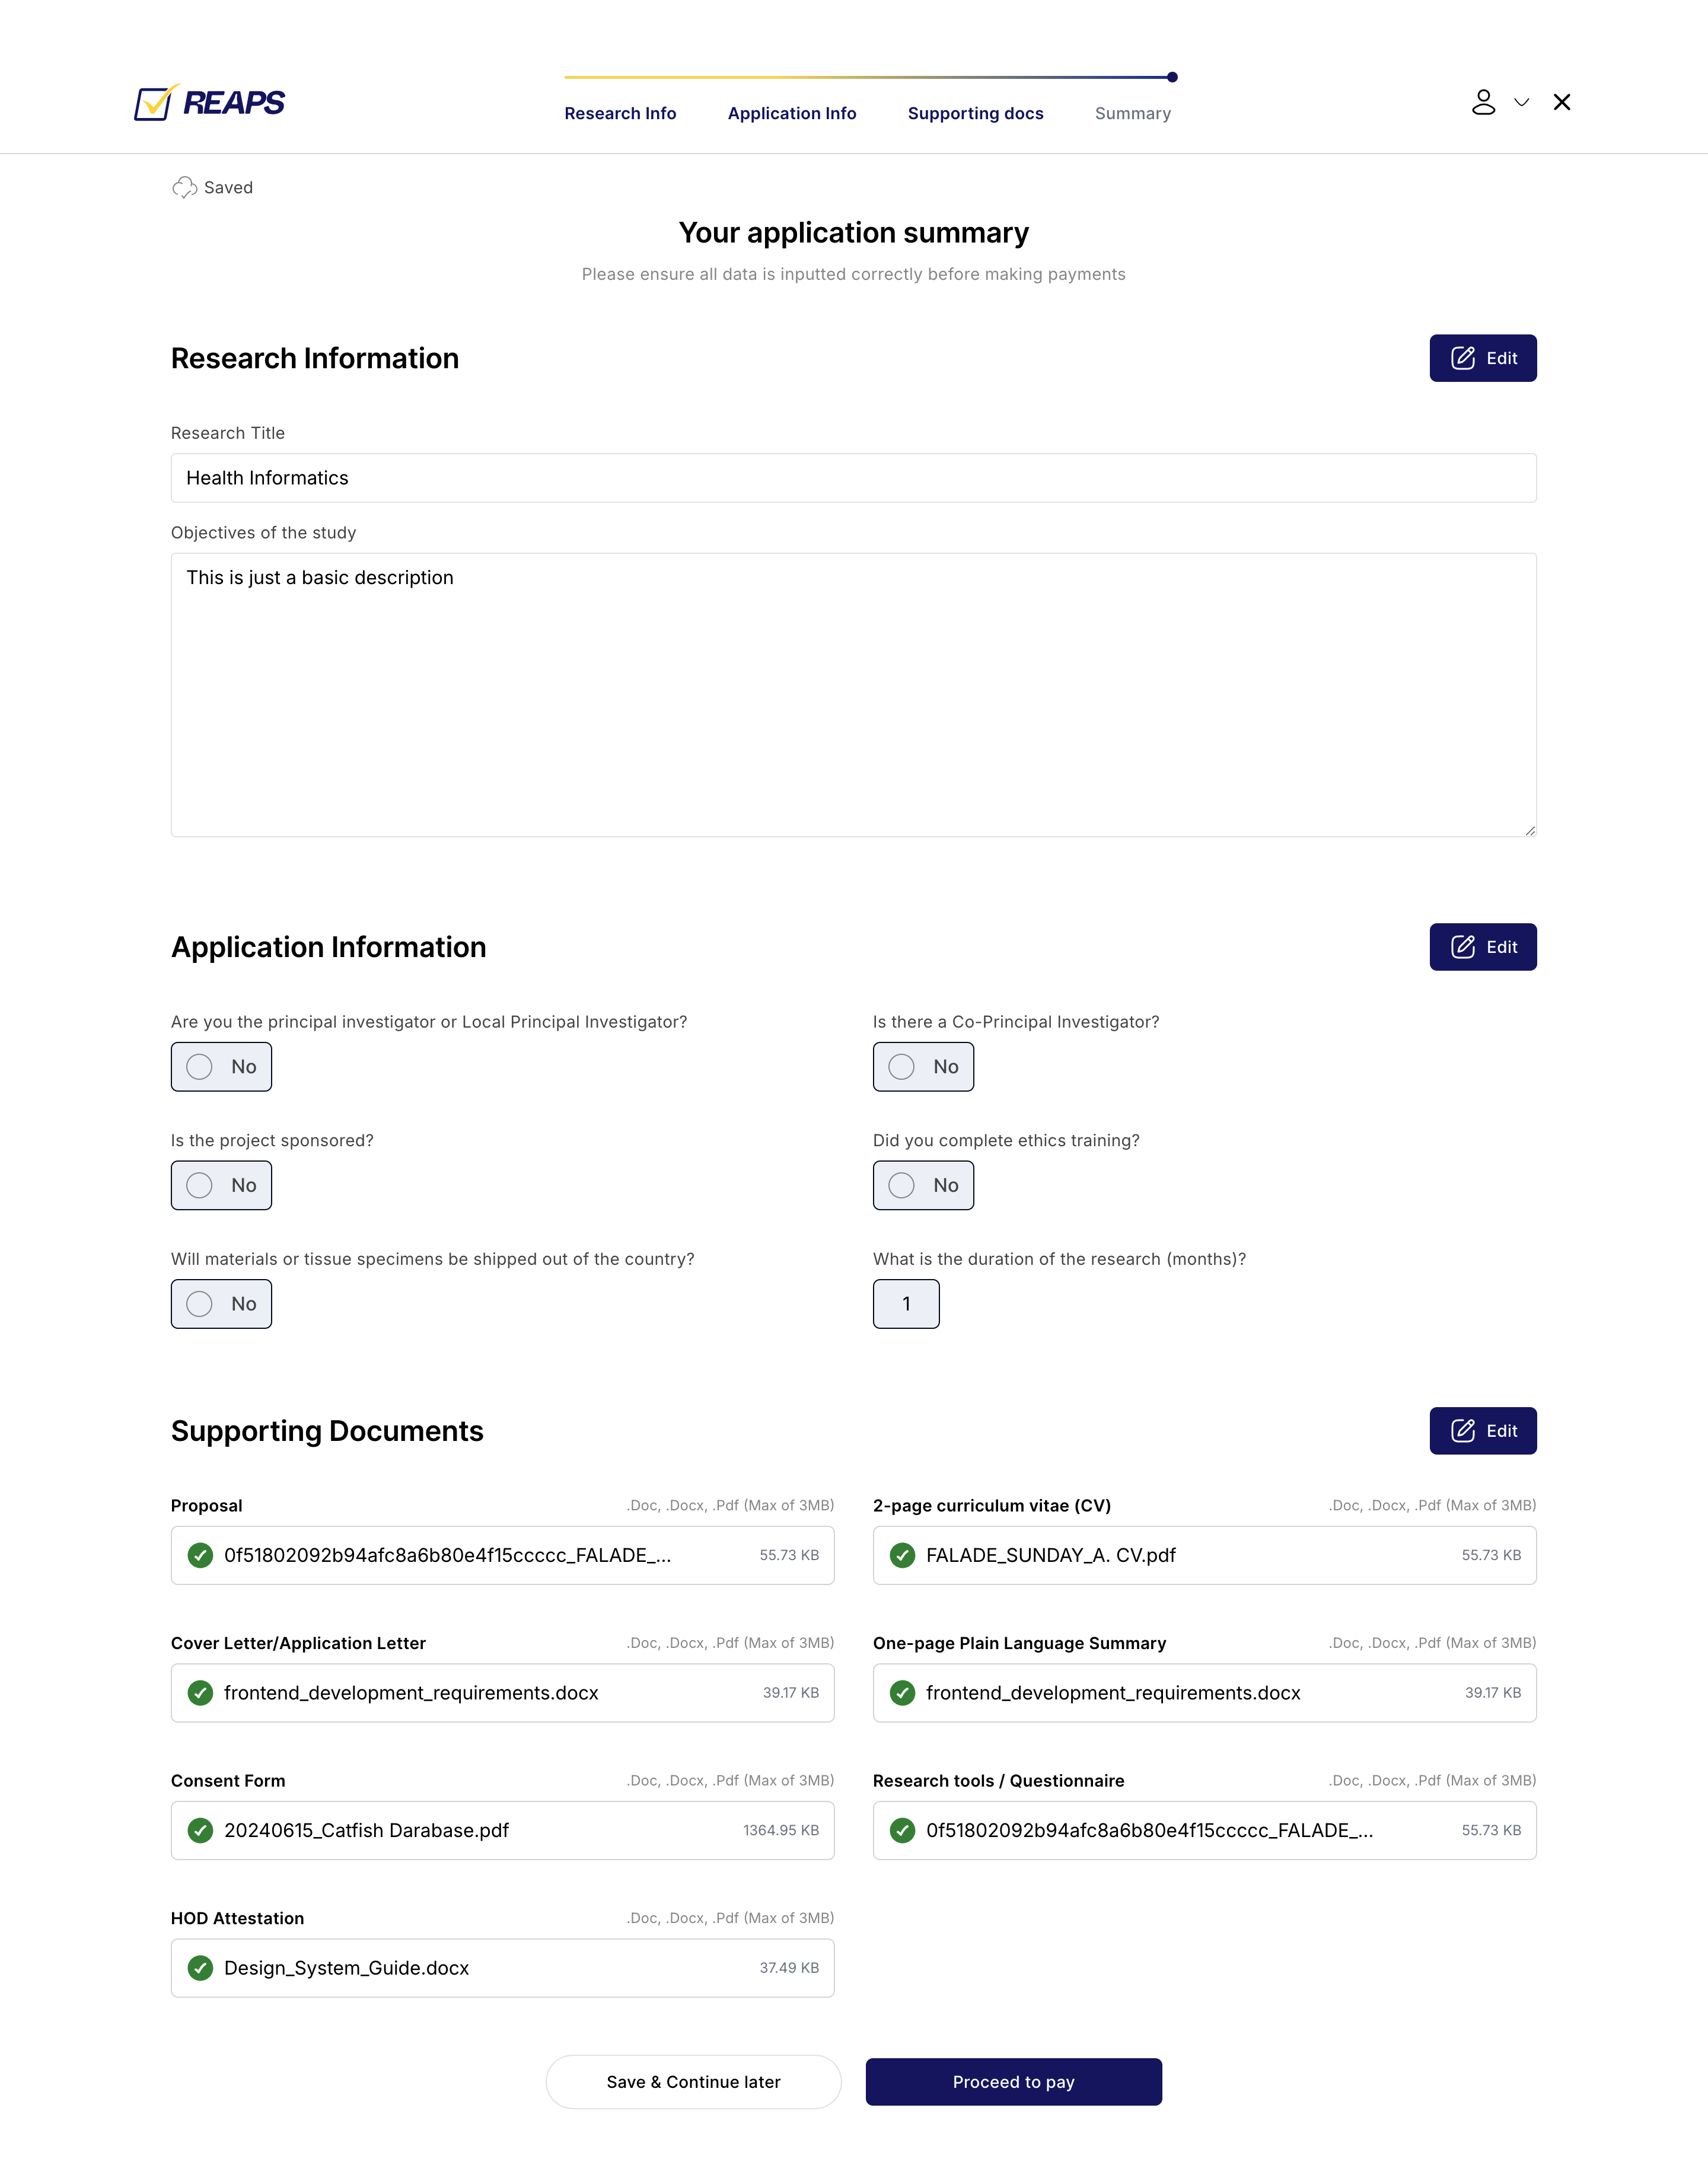 REAPS
Research Info
Application Info
Supporting docs
Summary
Saved
Your application summary
Please ensure all data is inputted correctly before making payments
Research Information
Edit
Research Title
Health Informatics
Objectives of the study
This is just a basic description
Application Information
Edit
Are you the principal investigator or Local Principal Investigator?
No
Is there a Co-Principal Investigator?
No
Is the project sponsored?
No
Did you complete ethics training?
No
Will materials or tissue specimens be shipped out of the country?
No
What is the duration of the research (months)?
1
Supporting Documents
Edit
Proposal
.Doc, .Docx, .Pdf (Max of 3MB)
0f51802092b94afc8a6b80e4f15ccccc_FALADE_...
55.73 KB
2-page curriculum vitae (CV)
.Doc, .Docx, .Pdf (Max of 3MB)
FALADE_SUNDAY_A. CV.pdf
55.73 KB
Cover Letter/Application Letter
.Doc, .Docx, .Pdf (Max of 3MB)
frontend_development_requirements.docx
39.17 KB
One-page Plain Language Summary
.Doc, .Docx, .Pdf (Max of 3MB)
frontend_development_requirements.docx
39.17 KB
Consent Form
.Doc, .Docx, .Pdf (Max of 3MB)
20240615_Catfish Darabase.pdf
1364.95 KB
Research tools / Questionnaire
.Doc, .Docx, .Pdf (Max of 3MB)
0f51802092b94afc8a6b80e4f15ccccc_FALADE_...
55.73 KB
HOD Attestation
.Doc, .Docx, .Pdf (Max of 3MB)
Design_System_Guide.docx
37.49 KB
Save & Continue later
Proceed to pay